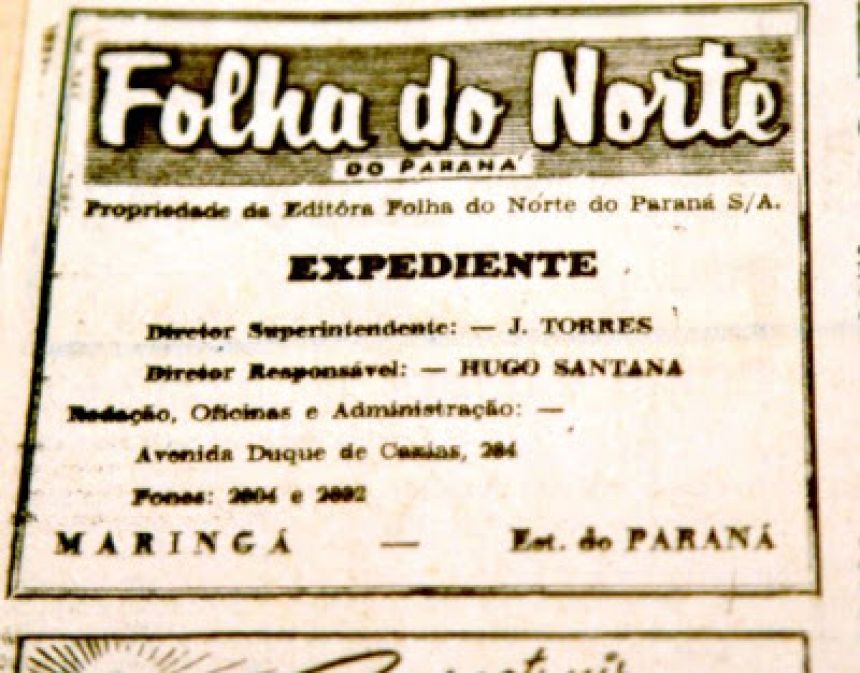 Folha do Norte
DO PARANÁ
Propriedade da Editôra Folha do Norte do Paraná S/A.
EXPEDIENTE
Diretor Superintendente: — J. TORRES
Diretor Responsável: — HUGO SANTANA
Redação, Oficinas e Administração: —
Avenida Duque de Caxias, 284
Fones: 2004 e 2092
MARINGÁ — Est. do PARANÁ